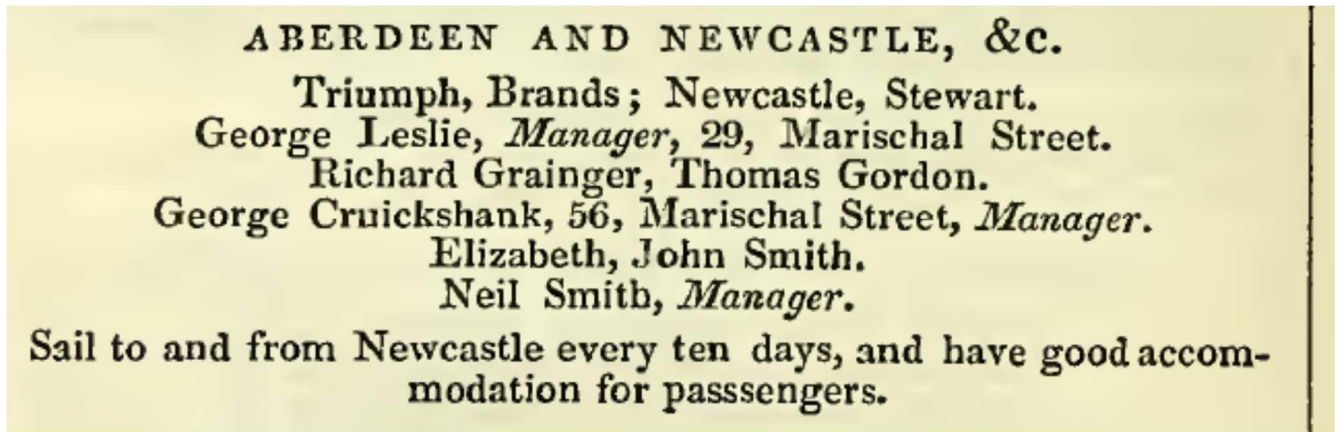 ABERDEEN AND NEWCASTLE, &c.
Triumph, Brands; Newcastle, Stewart.
George Leslie, Manager, 29, Marischal Street.
Richard Grainger, Thomas Gordon.
George Cruickshank, 56, Marischal Street, Manager.
Elizabeth, John Smith.
Neil Smith, Manager.
Sail to and from Newcastle every ten days, and have good accom-
modation for passsengers.